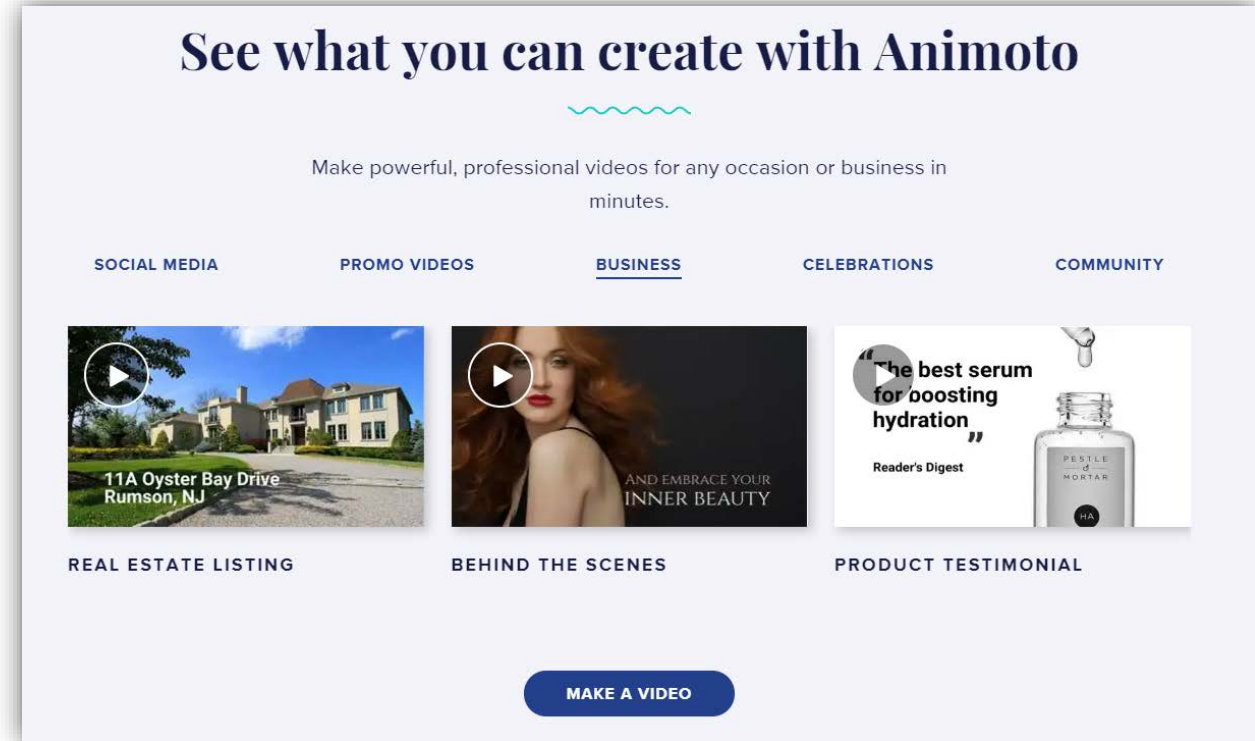 See what you can create with Animoto
Make powerful, professional videos for any occasion or business in
minutes.
SOCIAL MEDIA
PROMO VIDEOS
BUSINESS
CELEBRATIONS
COMMUNITY
11A Oyster Bay Drive
Rumson, NJ
AND EMBRACE YOUR
INNER BEAUTY
“The best serum
for boosting
hydration”
Reader's Digest
PESTLE
&
MORTAR
HA
REAL ESTATE LISTING
BEHIND THE SCENES
PRODUCT TESTIMONIAL
MAKE A VIDEO